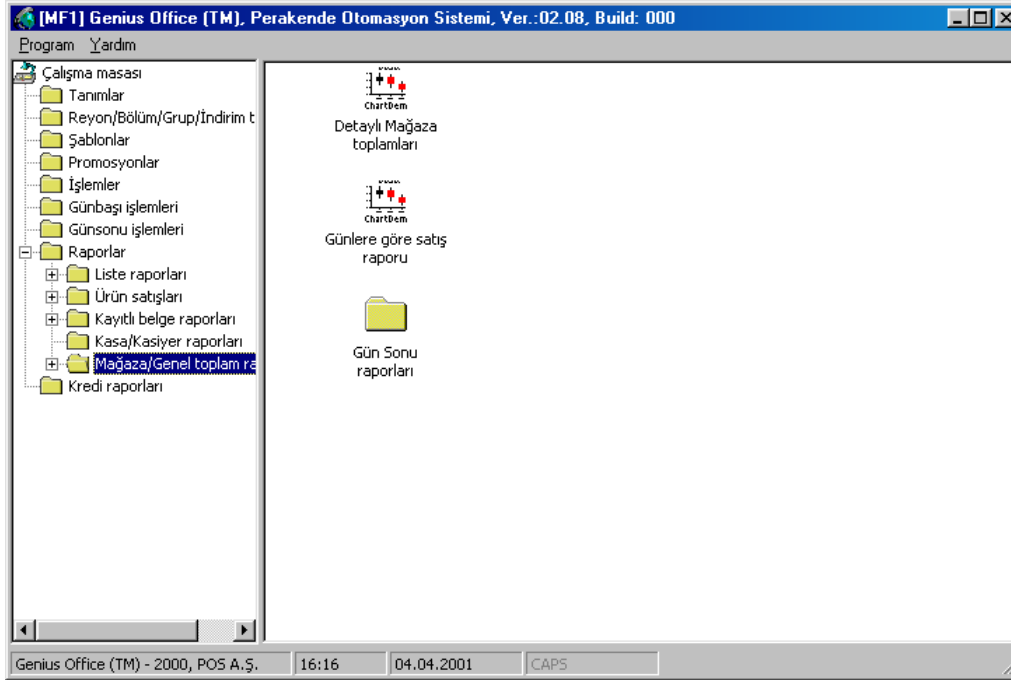 [MF1] Genius Office (TM), Perakende Otomasyon Sistemi, Ver.:02.08, Build: 000
Program Yardım
Çalışma masası
Tanımlar
Reyon/Bölüm/Grup/İndirim t
Şablonlar
Promosyonlar
İşlemler
Günbaşı işlemleri
Günsonu işlemleri
Raporlar
Liste raporları
Ürün satışları
Kayıtlı belge raporları
Kasa/Kasiyer raporları
Mağaza/Genel toplam ra
Kredi raporları
ChartDem
Detaylı Mağaza
toplamları
ChartDem
Günlere göre satış
raporu
Gün Sonu
raporları
Genius Office (TM) - 2000, POS A.Ş. 16:16 04.04.2001 CAPS